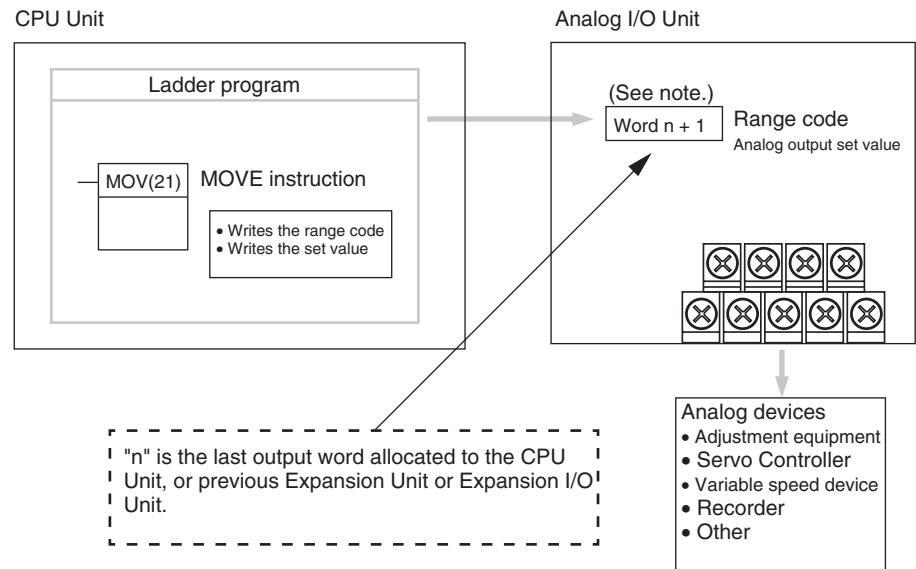 CPU Unit
Analog I/O Unit
Ladder program
(See note.)
Word n + 1
Range code
Analog output set value
MOV(21)
MOVE instruction
• Writes the range code
• Writes the set value
"n" is the last output word allocated to the CPU
Unit, or previous Expansion Unit or Expansion I/O
Unit.
Analog devices
• Adjustment equipment
• Servo Controller
• Variable speed device
• Recorder
• Other